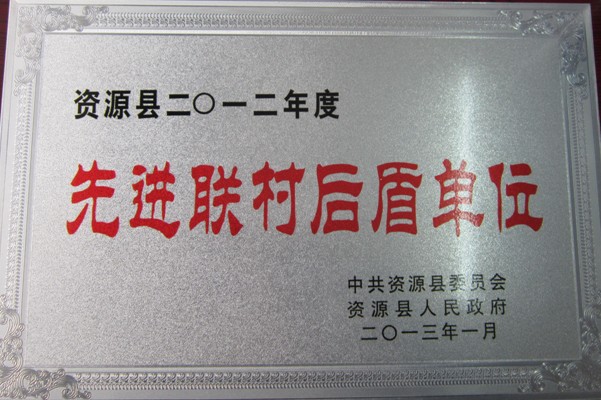 资源县二〇一二年度
先进联村后盾单位
中共资源县委员会
资源县人民政府
二〇一三年一月